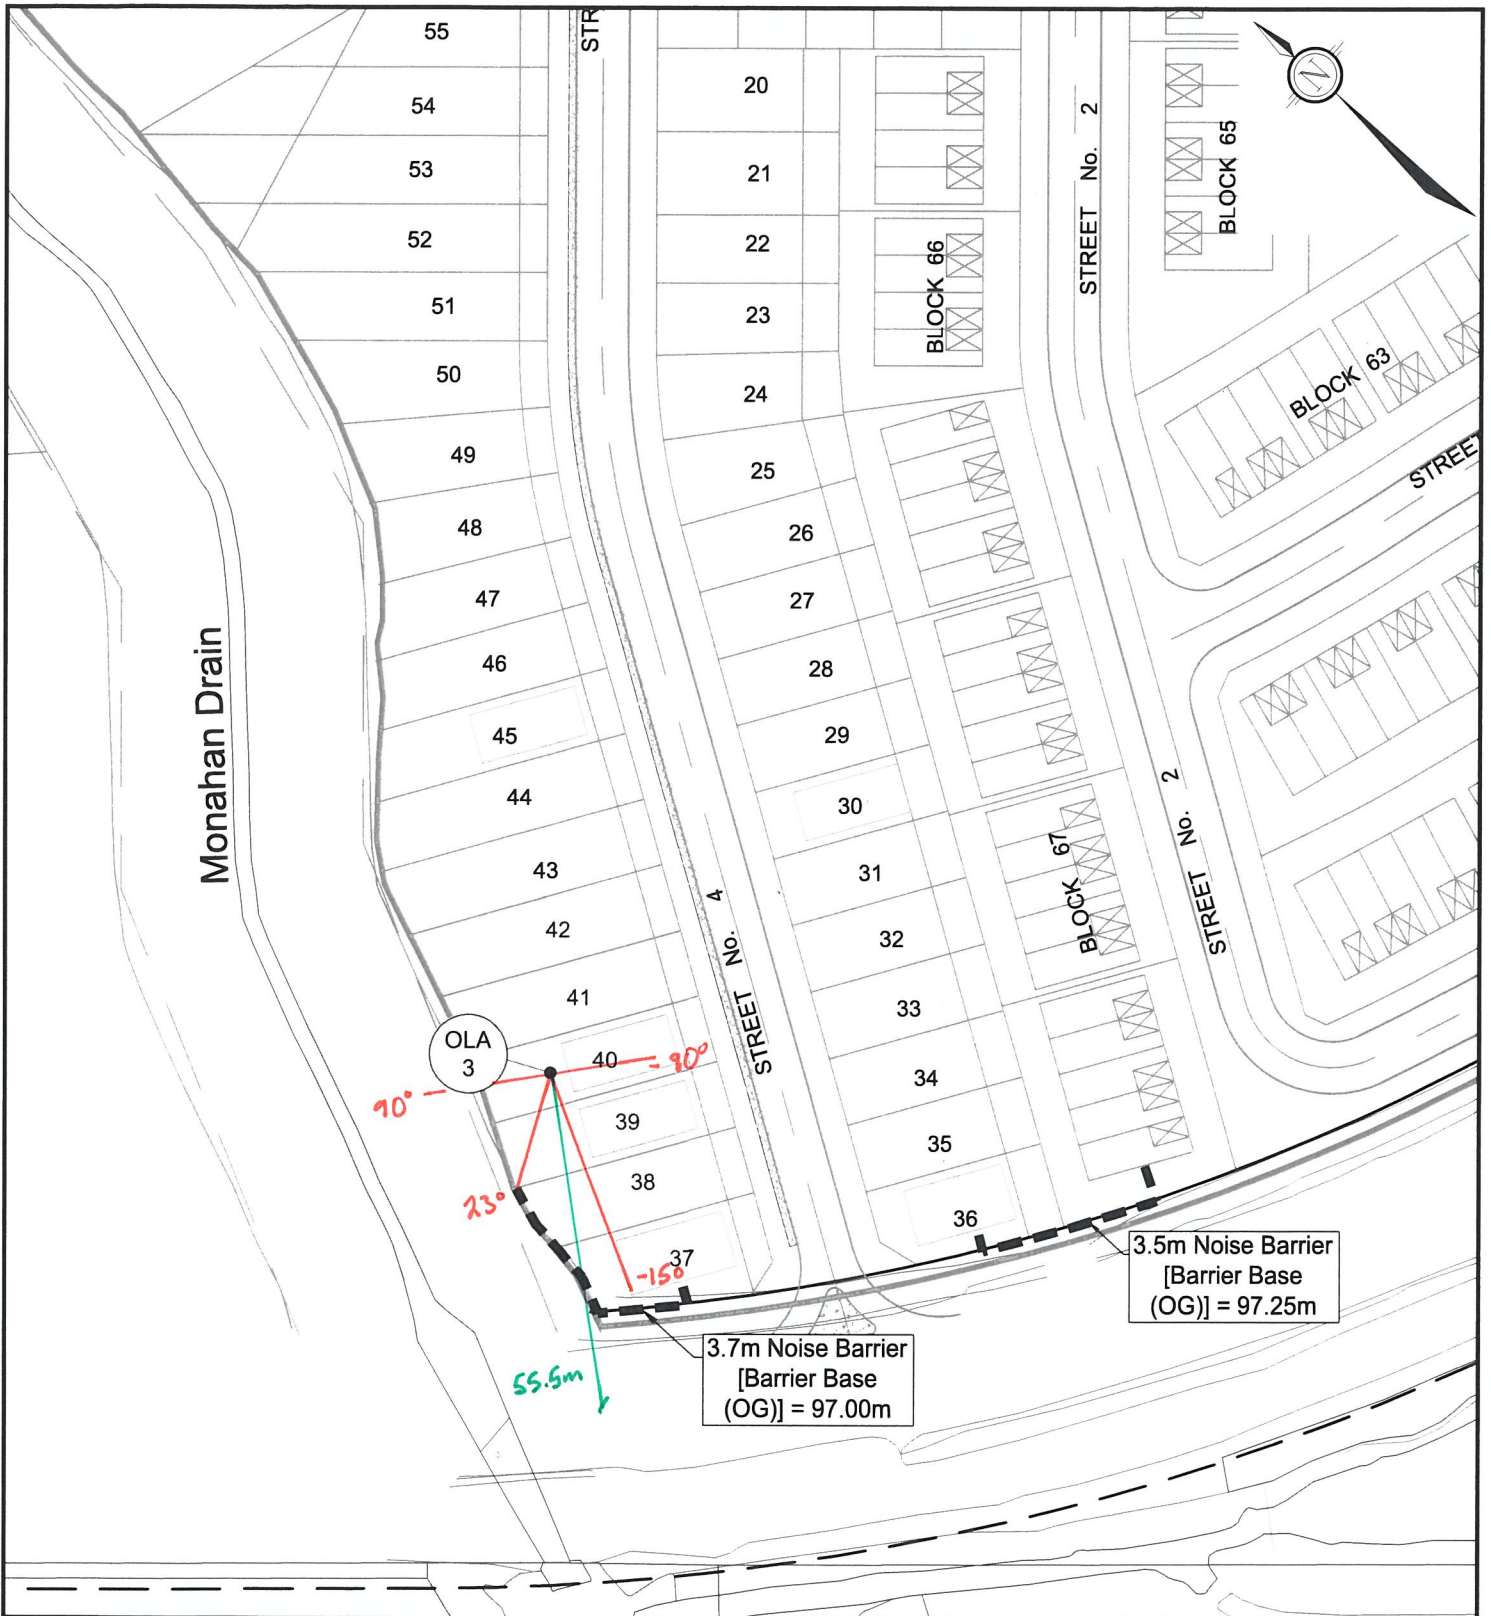 55
54
53
52
51
50
49
48
47
46
45
44
43
42
41
40
39
38
37
STR
20
21
22
23
24
25
26
27
28
29
30
31
32
33
34
35
36
BLOCK 66
STREET No. 2
BLOCK 65
N
BLOCK 63
STREET
Monahan Drain
STREET No. 4
BLOCK 67
STREET No. 2
OLA
3
90°
- 90°
23°
-15°
55.5m
3.7m Noise Barrier
[Barrier Base
(OG)] = 97.00m
3.5m Noise Barrier
[Barrier Base
(OG)] = 97.25m